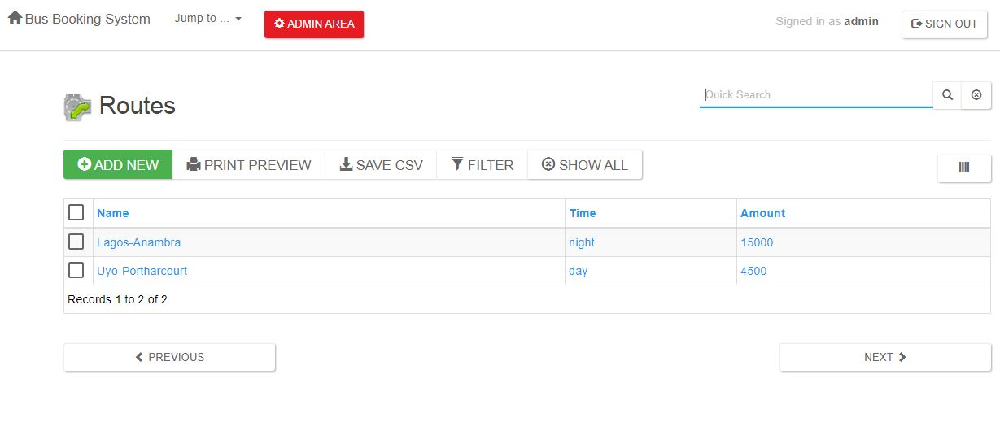 Bus Booking System Jump to ... ADMIN AREA Signed in as admin SIGN OUT
Routes
Quick Search
ADD NEW PRINT PREVIEW SAVE CSV FILTER SHOW ALL
Name Time Amount
Lagos-Anambra night 15000
Uyo-Portharcourt day 4500
Records 1 to 2 of 2
PREVIOUS NEXT